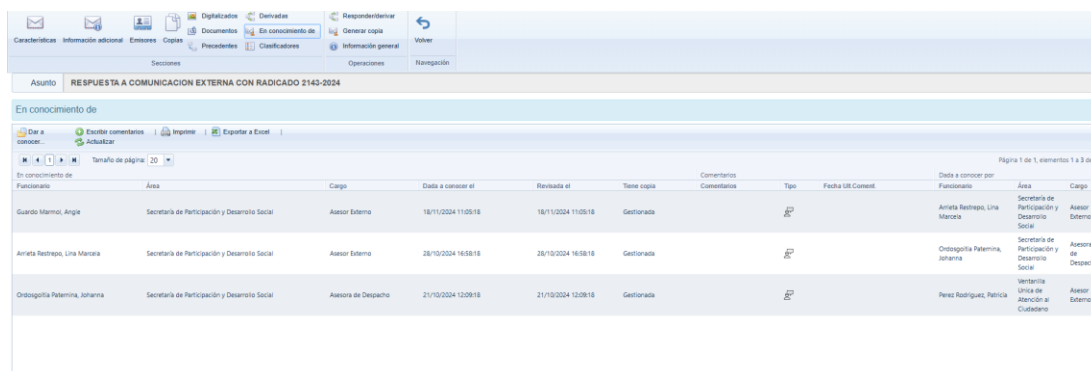 Características Información adicional Emisores Copias
Digitalizados
Documentos
Precedentes
Derivadas
En conocimiento de
Clasificadores
Secciones
Responder/derivar
Generar copia
Información general
Operaciones
Volver
Navegación
Asunto RESPUESTA A COMUNICACION EXTERNA CON RADICADO 2143-2024
En conocimiento de
Dar a conocer... Escribir comentarios | Imprimir | Exportar a Excel |
Actualizar
1 Tamaño de página: 20 Página 1 de 1, elementos 1 a 3 de
En conocimiento de Comentarios Dada a conocer por
Funcionario Área Cargo Dada a conocer el Revisada el Tiene copia Comentarios Tipo Fecha Ult Coment. Funcionario Área Cargo
Guardo Marmol, Angie Secretaría de Participación y Desarrollo Social Asesor Externo 18/11/2024 11:05:18 18/11/2024 11:05:18 Gestionada Arrieta Restrepo, Lina Marcela Secretaría de Participación y Desarrollo Social Asesor Externo
Arrieta Restrepo, Lina Marcela Secretaría de Participación y Desarrollo Social Asesor Externo 28/10/2024 16:58:18 28/10/2024 16:58:18 Gestionada Ordosgoitia Paternina, Johanna Secretaría de Participación y Desarrollo Social Asesora de Despach
Ordosgoitia Paternina, Johanna Secretaría de Participación y Desarrollo Social Asesora de Despacho 21/10/2024 12:09:18 21/10/2024 12:09:18 Gestionada Perez Rodriguez, Patricia Ventanilla Unica de Atención al Ciudadano Asesor Externo